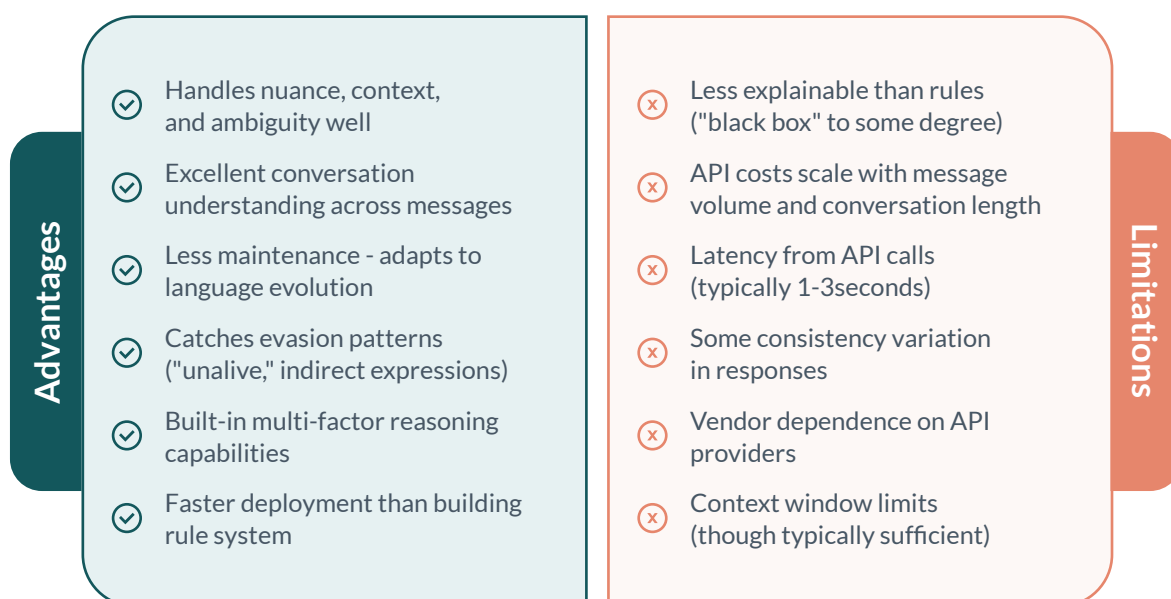 Advantages
Handles nuance, context,
and ambiguity well
Excellent conversation
understanding across messages
Less maintenance - adapts to
language evolution
Catches evasion patterns
("unalive," indirect expressions)
Built-in multi-factor reasoning
capabilities
Faster deployment than building
rule system
Limitations
Less explainable than rules
("black box" to some degree)
API costs scale with message
volume and conversation length
Latency from API calls
(typically 1-3seconds)
Some consistency variation
in responses
Vendor dependence on API
providers
Context window limits
(though typically sufficient)